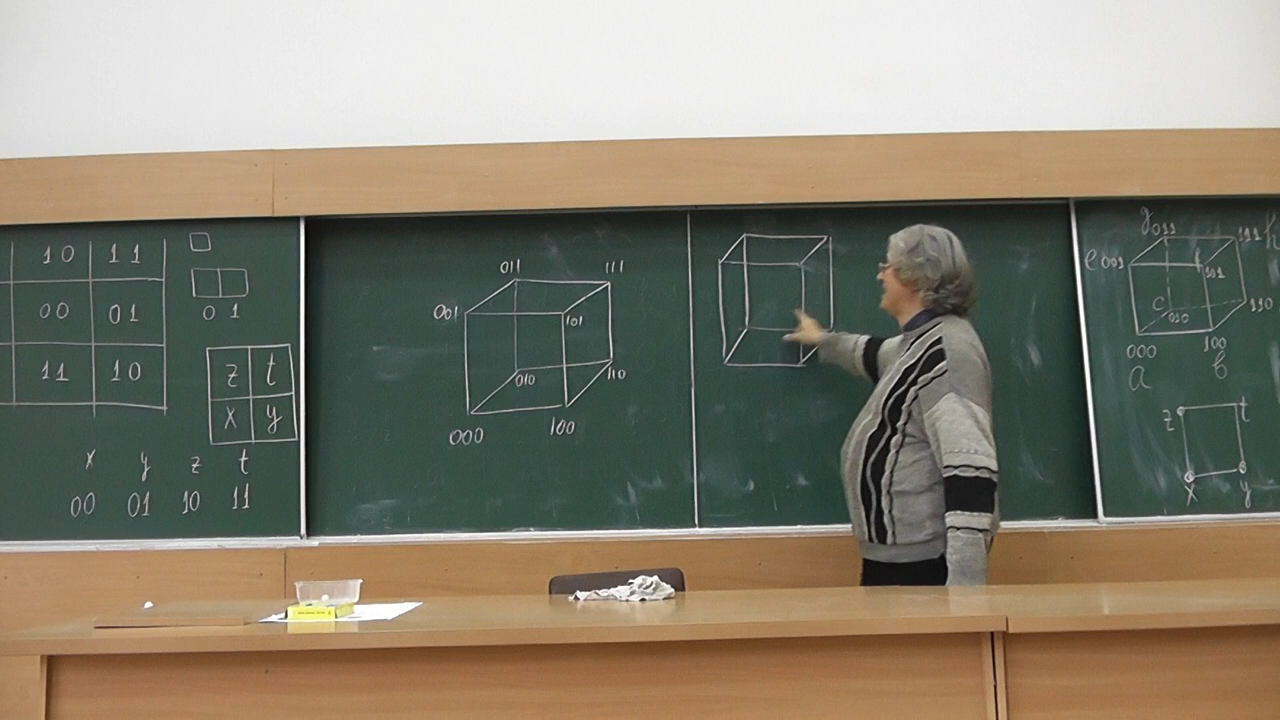 10 11
00 01
11 10
0 1
z t
x y
x y z t
00 01 10 11
011 111
001 101
010 110
000 100
g 011 111 h
e 001 f 101
c 010 110
000 100
a b
z t
x y